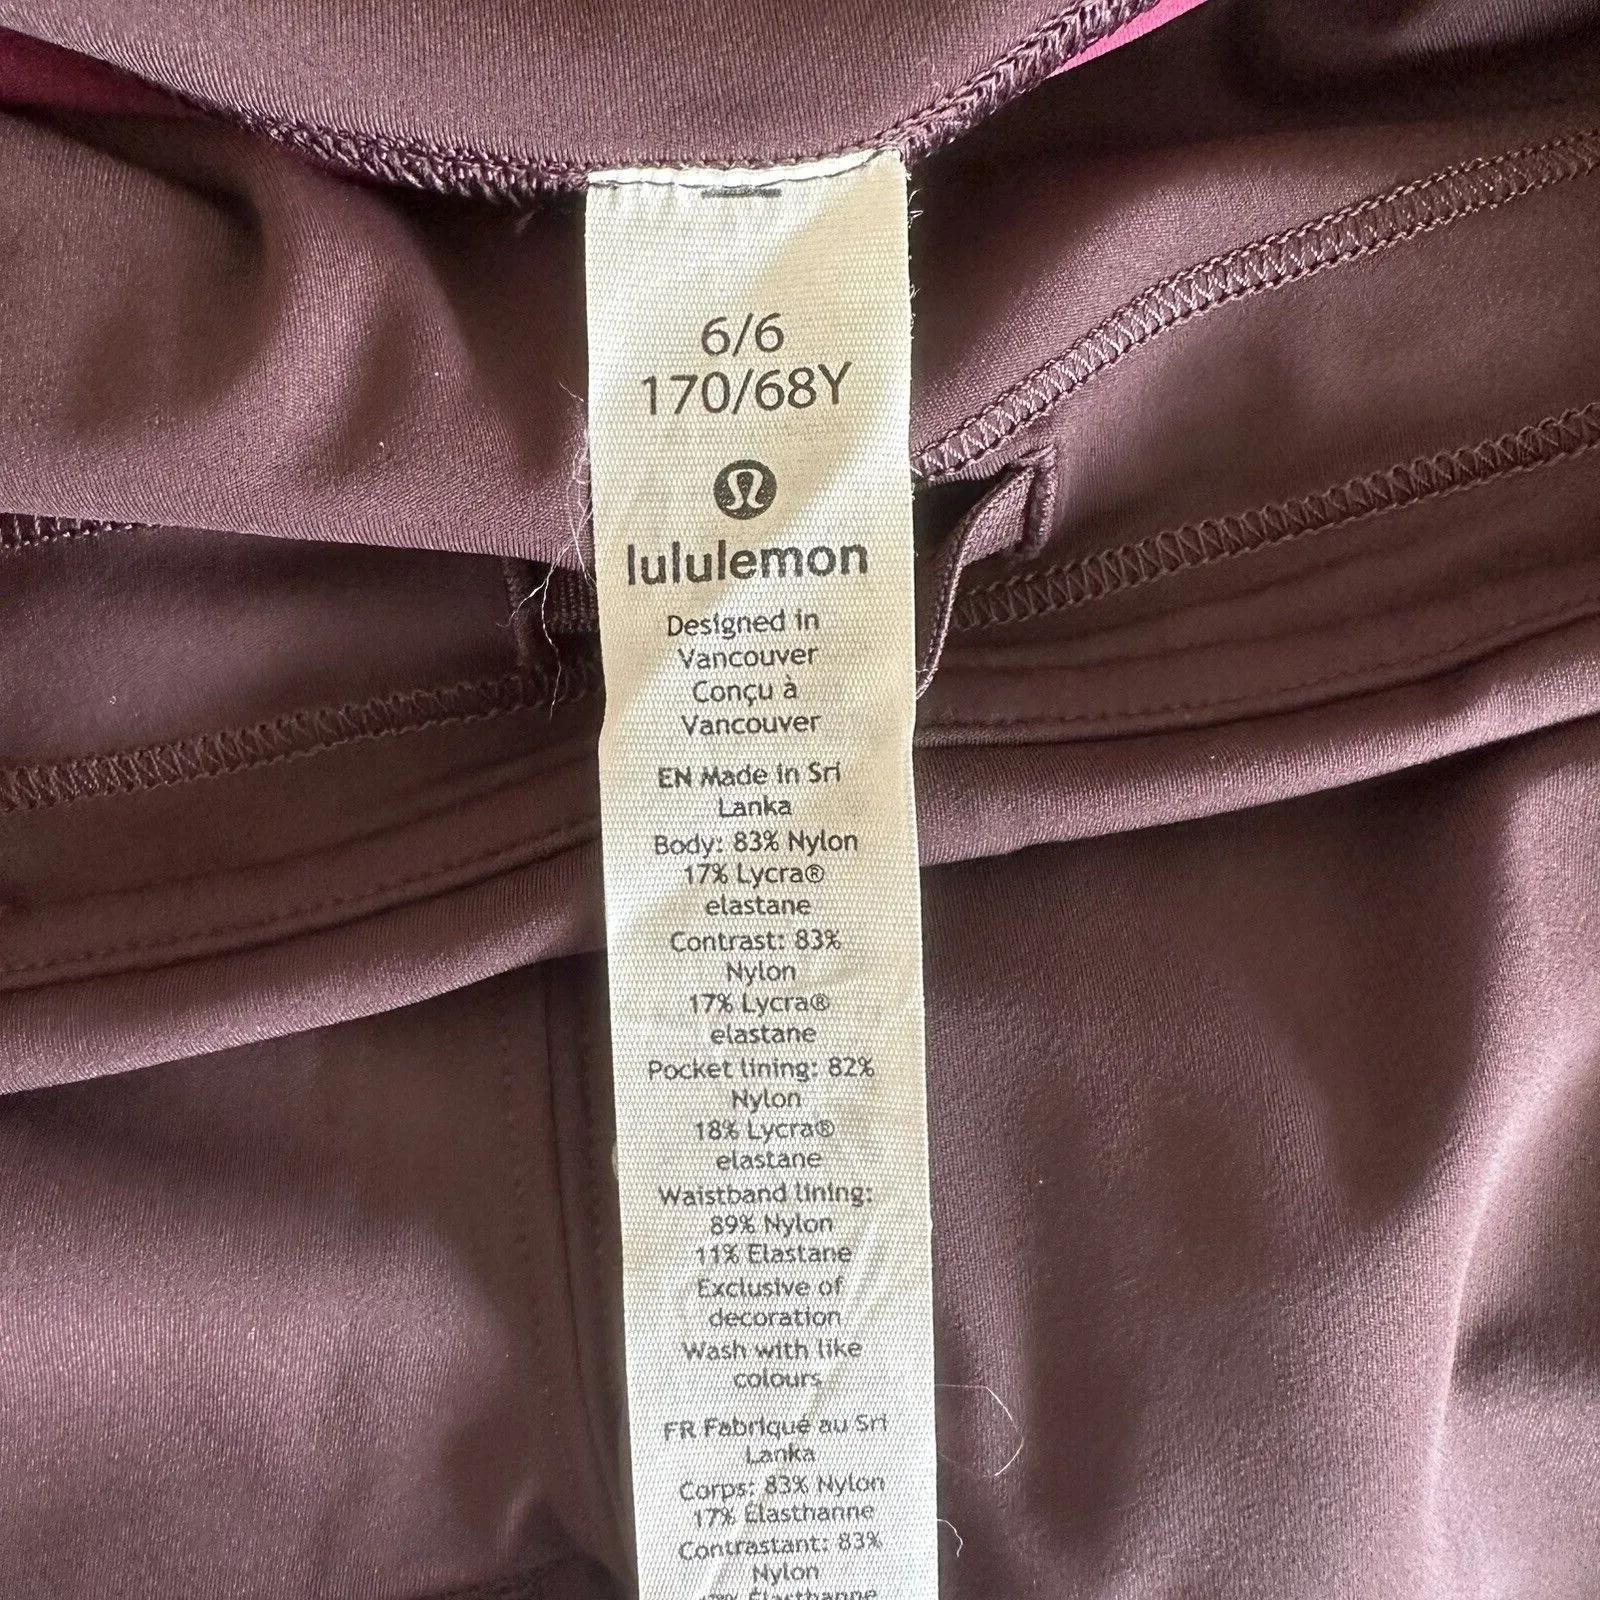 6/6
170/68Y
lululemon
Designed in
Vancouver
Conçu à
Vancouver
EN Made in Sri
Lanka
Body: 83% Nylon
17% Lycra®
elastane
Contrast: 83%
Nylon
17% Lycra®
elastane
Pocket lining: 82%
Nylon
18% Lycra®
elastane
Waistband lining:
89% Nylon
11% Elastane
Exclusive of
decoration
Wash with like
colours
FR Fabriqué au Sri
Lanka
Corps: 83% Nylon
17% Élasthanne
Contrastant: 83%
Nylon
17% Élasthanne